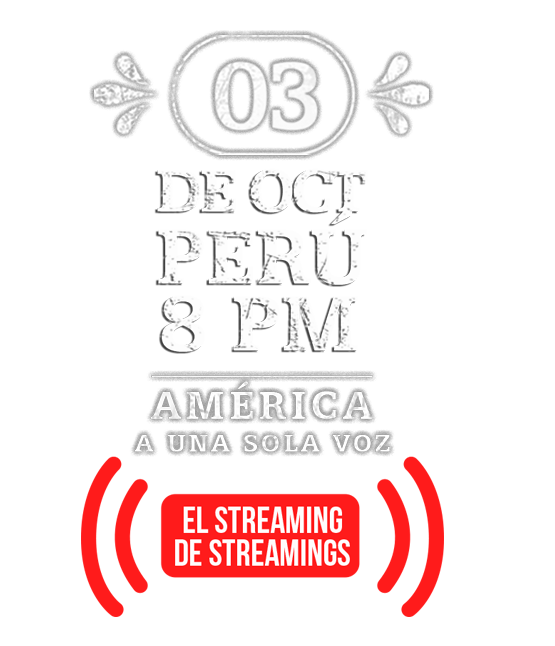 03
DE OCT
PERÚ
8 PM
AMÉRICA
A UNA SOLA VOZ
EL STREAMING
DE STREAMINGS